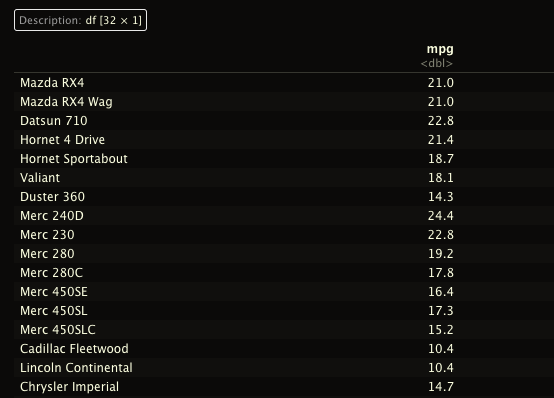 Description: df [32 × 1]
mpg
<dbl>
Mazda RX4 21.0
Mazda RX4 Wag 21.0
Datsun 710 22.8
Hornet 4 Drive 21.4
Hornet Sportabout 18.7
Valiant 18.1
Duster 360 14.3
Merc 240D 24.4
Merc 230 22.8
Merc 280 19.2
Merc 280C 17.8
Merc 450SE 16.4
Merc 450SL 17.3
Merc 450SLC 15.2
Cadillac Fleetwood 10.4
Lincoln Continental 10.4
Chrysler Imperial 14.7